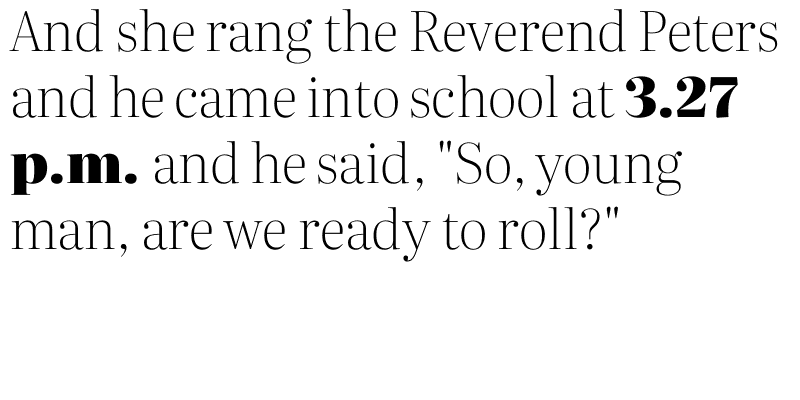 And she rang the Reverend Peters
and he came into school at 3.27
p.m. and he said, "So, young
man, are we ready to roll?"